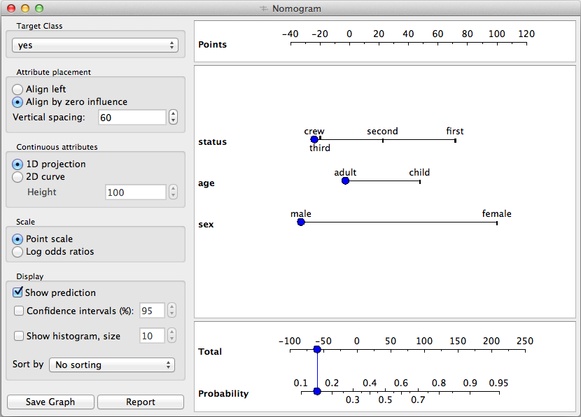 Nomogram
Target Class
yes
Attribute placement
Align left
Align by zero influence
Vertical spacing: 60
Continuous attributes
1D projection
2D curve
Height 100
Scale
Point scale
Log odds ratios
Display
Show prediction
Confidence intervals (%): 95
Show histogram, size 10
Sort by No sorting
Save Graph Report
-40 -20 0 20 40 60 80 100 120
Points
crew second first
status
third
adult child
age
male female
sex
-100 -50 0 50 100 150 200 250
Total
0.1 0.2 0.4 0.6 0.8 0.9 0.95
Probability
0.3 0.5 0.7